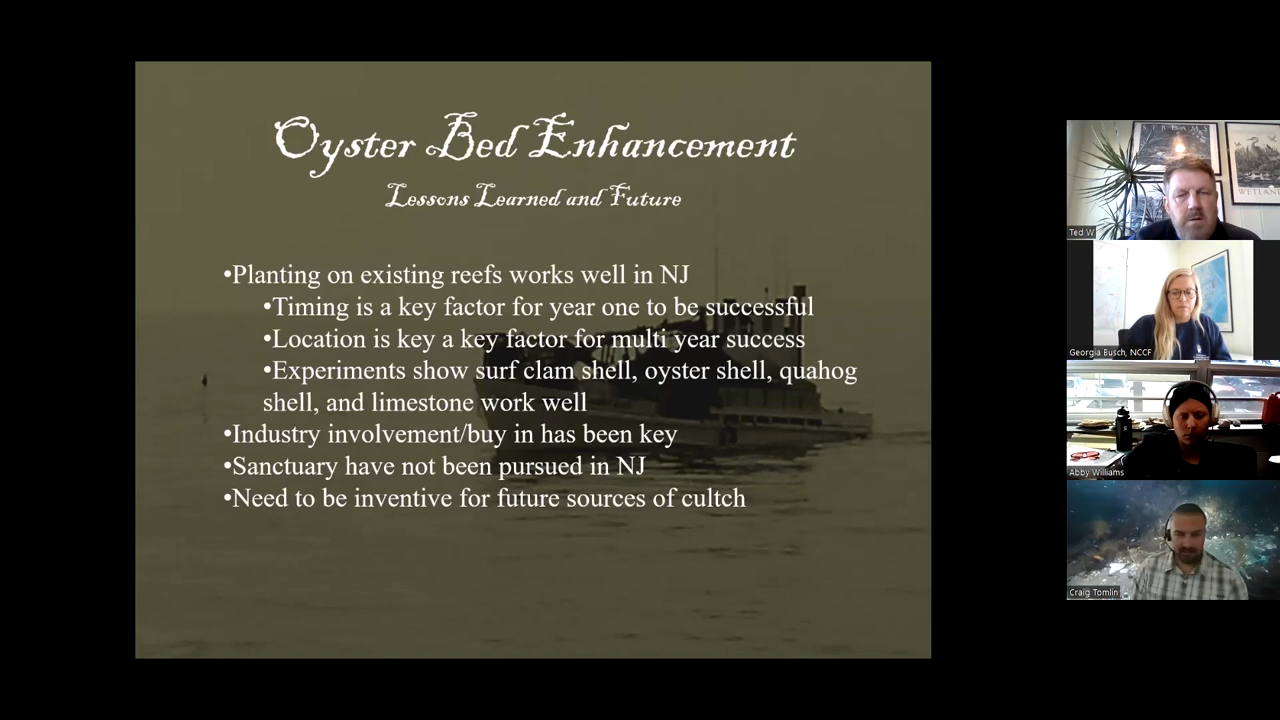 Oyster Bed Enhancement
Lessons Learned and Future
•Planting on existing reefs works well in NJ
•Timing is a key factor for year one to be successful
•Location is key a key factor for multi year success
•Experiments show surf clam shell, oyster shell, quahog
shell, and limestone work well
•Industry involvement/buy in has been key
•Sanctuary have not been pursued in NJ
•Need to be inventive for future sources of cultch
Ted W
Georgia Busch, NCCF
Abby Williams
Craig Tomlin